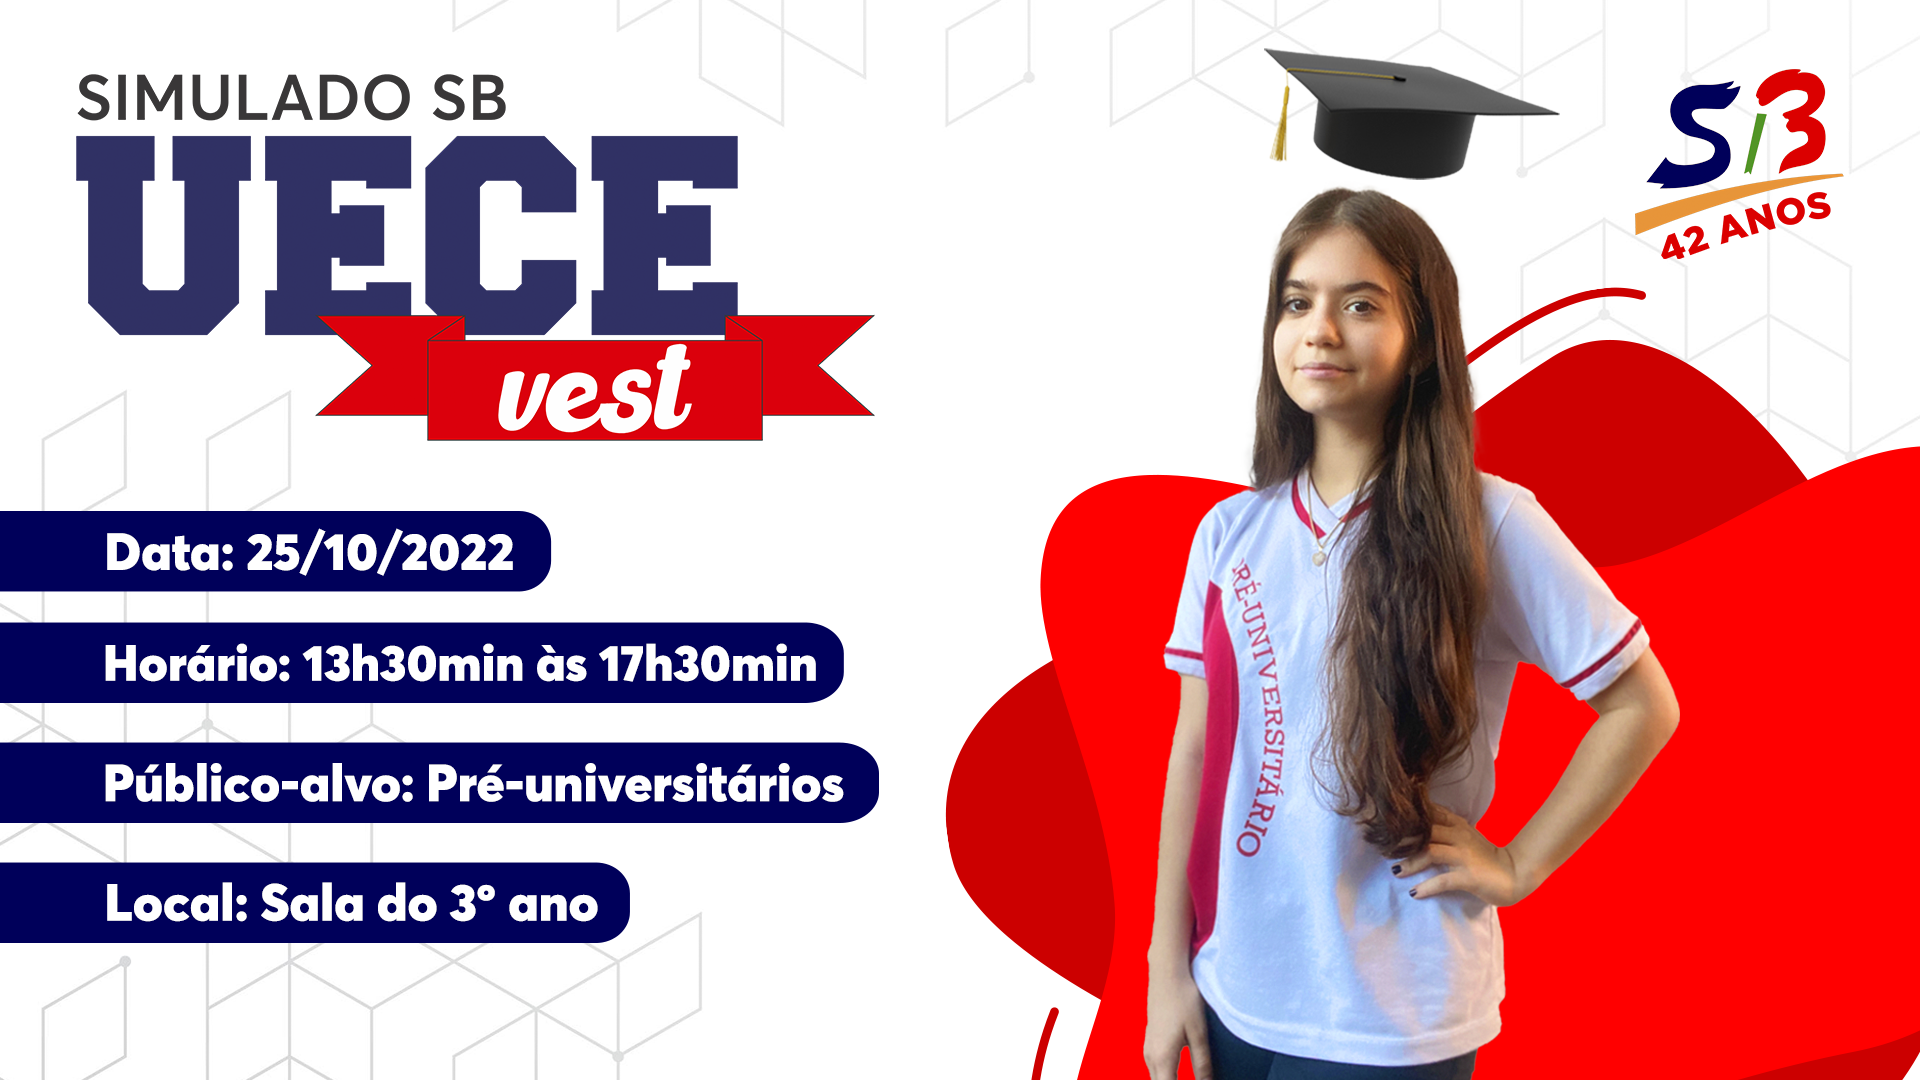 SIMULADO SB
UECE
vest
SB
42 ANOS
Data: 25/10/2022
Horário: 13h30min às 17h30min
Público-alvo: Pré-universitários
Local: Sala do 3º ano
PRÉ-UNIVERSITÁRIO